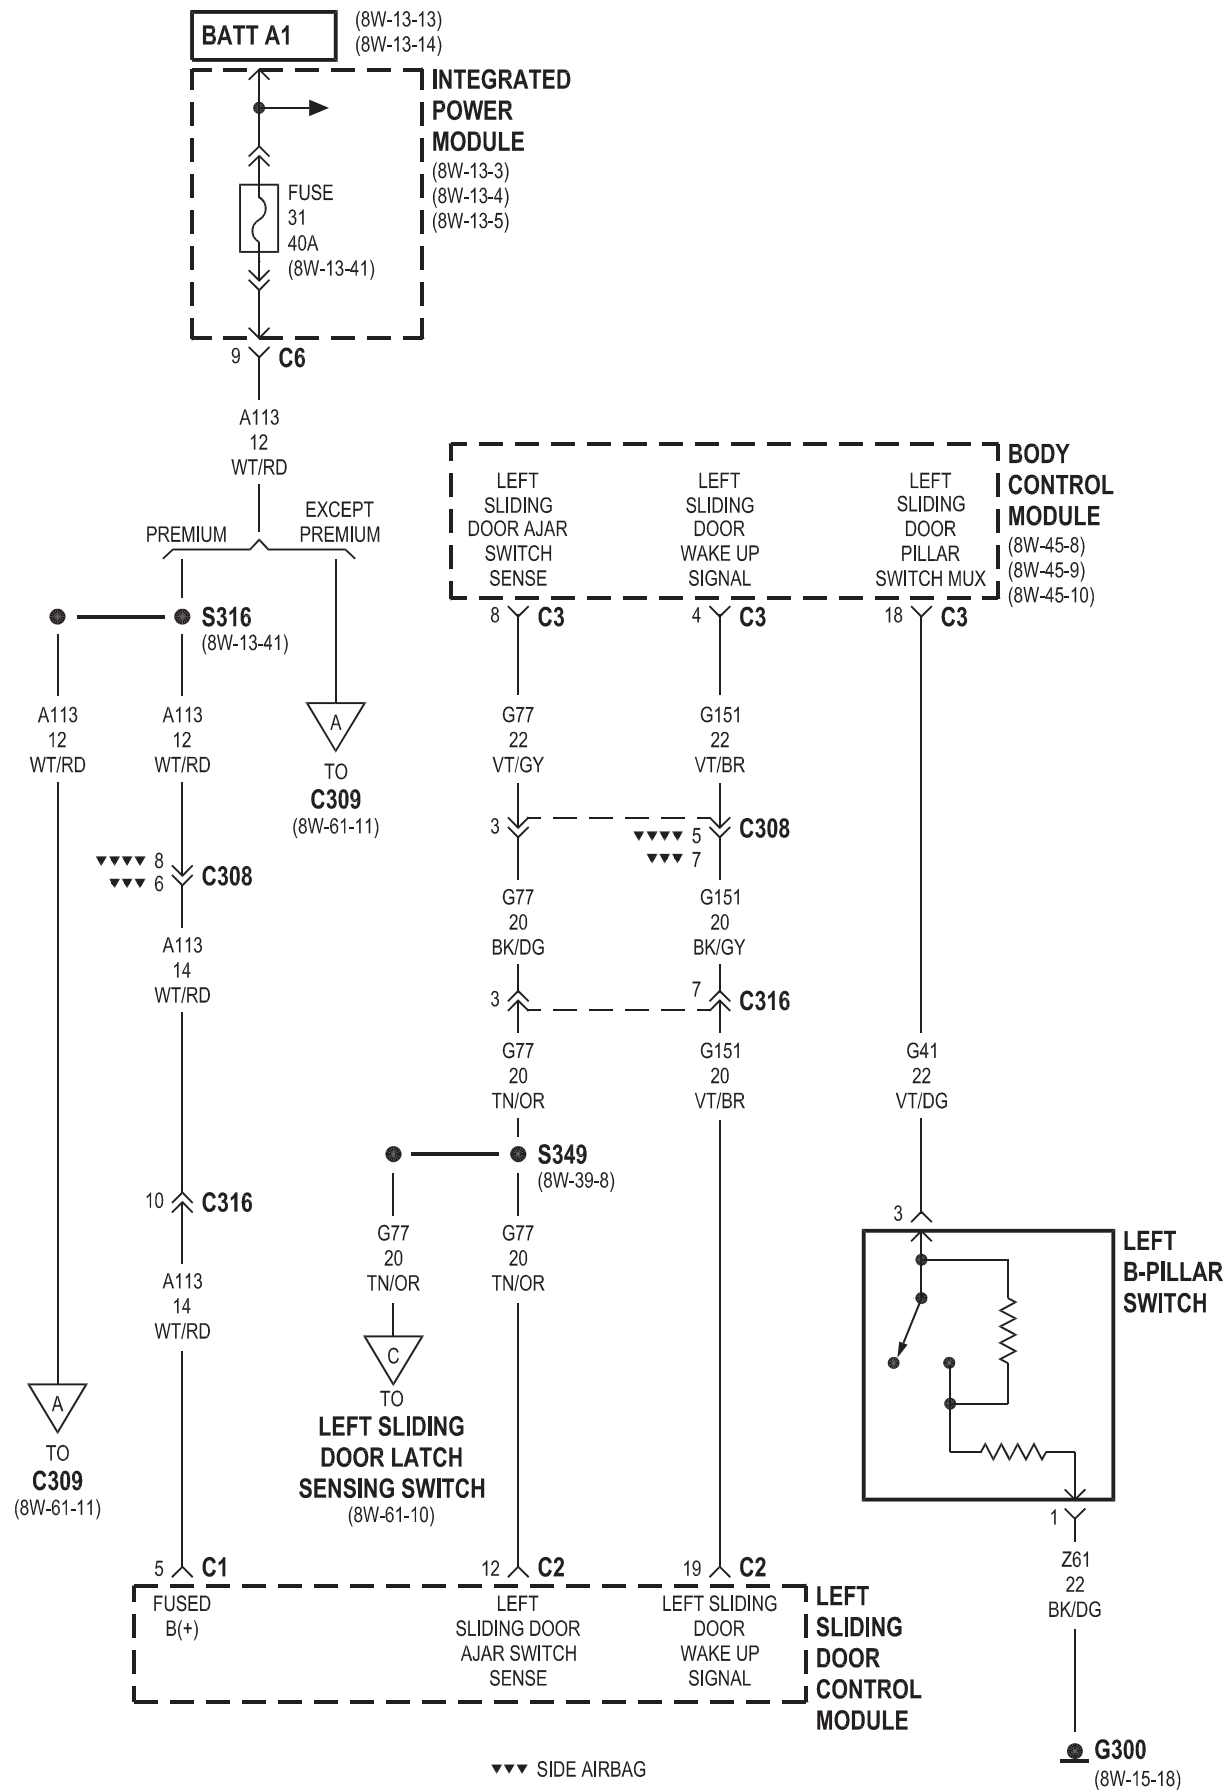 BATT A1
(8W-13-13)
(8W-13-14)
INTEGRATED
POWER
MODULE
(8W-13-3)
(8W-13-4)
(8W-13-5)
FUSE
31
40A
(8W-13-41)
9
C6
A113
12
WT/RD
PREMIUM
EXCEPT
PREMIUM
S316
(8W-13-41)
A113
12
WT/RD
A113
12
WT/RD
A
TO
C309
(8W-61-11)
8
6
C308
A113
14
WT/RD
10
C316
A113
14
WT/RD
A
TO
C309
(8W-61-11)
BODY
CONTROL
MODULE
(8W-45-8)
(8W-45-9)
(8W-45-10)
LEFT
SLIDING
DOOR AJAR
SWITCH
SENSE
LEFT
SLIDING
DOOR
WAKE UP
SIGNAL
LEFT
SLIDING
DOOR
PILLAR
SWITCH MUX
8
C3
4
C3
18
C3
G77
22
VT/GY
G151
22
VT/BR
3
5
7
C308
G77
20
BK/DG
G151
20
BK/GY
3
7
C316
G77
20
TN/OR
G151
20
VT/BR
G41
22
VT/DG
S349
(8W-39-8)
G77
20
TN/OR
G77
20
TN/OR
C
TO
LEFT SLIDING
DOOR LATCH
SENSING SWITCH
(8W-61-10)
3
LEFT
B-PILLAR
SWITCH
1
Z61
22
BK/DG
G300
(8W-15-18)
5
C1
12
C2
19
C2
FUSED
B(+)
LEFT
SLIDING DOOR
AJAR SWITCH
SENSE
LEFT SLIDING
DOOR
WAKE UP
SIGNAL
LEFT
SLIDING
DOOR
CONTROL
MODULE
SIDE AIRBAG